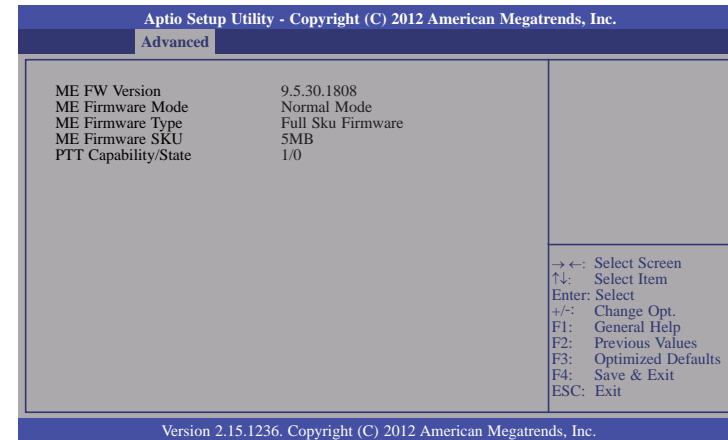 Aptio Setup Utility - Copyright (C) 2012 American Megatrends, Inc.
Advanced
ME FW Version 9.5.30.1808
ME Firmware Mode Normal Mode
ME Firmware Type Full Sku Firmware
ME Firmware SKU 5MB
PTT Capability/State 1/0
→←: Select Screen
↑↓: Select Item
Enter: Select
+/-: Change Opt.
F1: General Help
F2: Previous Values
F3: Optimized Defaults
F4: Save & Exit
ESC: Exit
Version 2.15.1236. Copyright (C) 2012 American Megatrends, Inc.